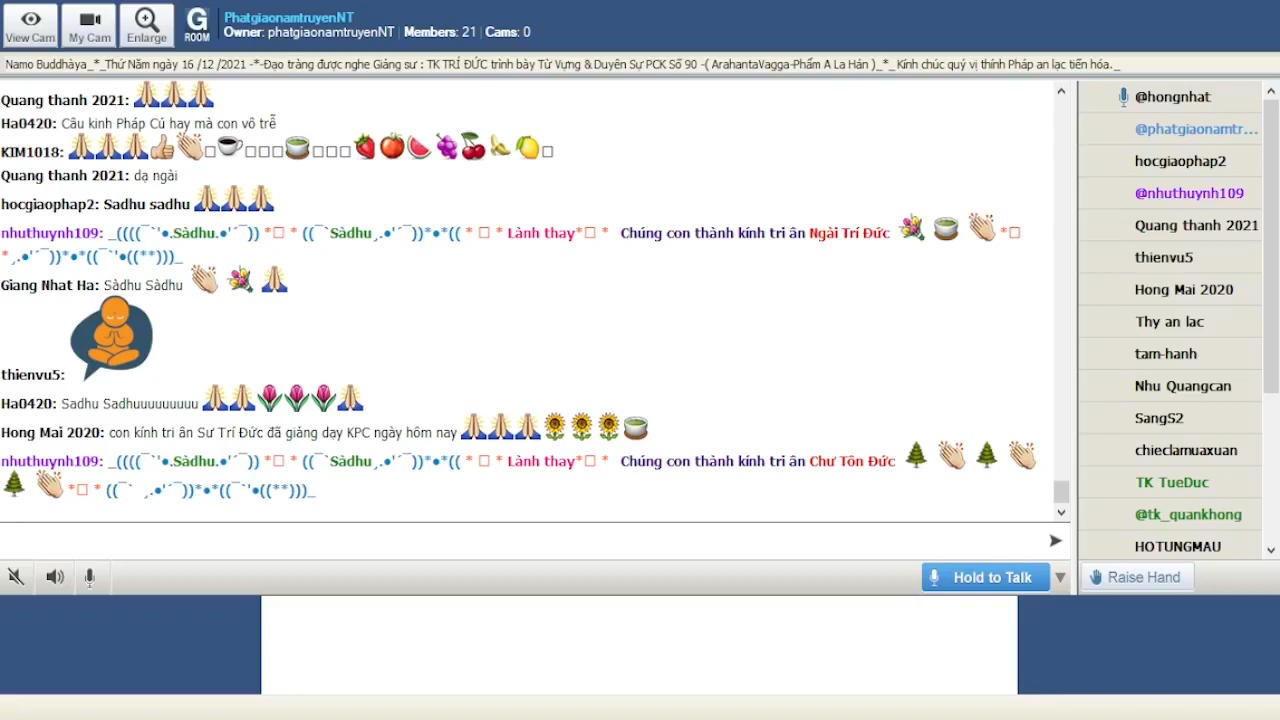 View Cam
My Cam
Enlarge
G ROOM
PhatgiaonamtruyenNT
Owner: phatgiaonamtruyenNT | Members: 21 | Cams: 0
Namo Buddhàya_*_Thứ Năm ngày 16 /12 /2021 -*-Đạo tràng được nghe Giảng sư : TK TRÍ ĐỨC trình bày Từ Vựng & Duyên Sự PCK Số 90 -( ArahantaVagga-Phẩm A La Hán )_*_ Kính chúc quý vị thính Pháp an lạc tiến hóa._
Quang thanh 2021: 🙏🙏🙏
Ha0420: Câu kinh Pháp Cú hay mà con vô trễ
KIM1018: 🙏🙏🙏👍👏□☕□□□🍵□□□🍓🍅🍉🍇🍒🍌🍋□
Quang thanh 2021: dạ ngài
hocgiaophap2: Sadhu sadhu 🙏🙏🙏
nhuthuynh109: _((((¯`'●.Sàdhu.●'´¯)) *□ * ((¯`Sàdhu¸.●'´¯))*●*(( * □ * Lành thay*□ * Chúng con thành kính tri ân Ngài Trí Đức 💐 🍵 👏 *□
*¸.●'´¯))*●*((¯`'●((**)))_
Giang Nhat Ha: Sàdhu Sàdhu 👏 💐 🙏
thienvu5:
Ha0420: Sadhu Sadhuuuuuuuuu 🙏🙏🌷🌷🌷🙏
Hong Mai 2020: con kính tri ân Sư Trí Đức đã giảng dạy KPC ngày hôm nay 🙏🙏🙏🌻🌻🌻🍵
nhuthuynh109: _((((¯`'●.Sàdhu.●'´¯)) *□ * ((¯`Sàdhu¸.●'´¯))*●*(( * □ * Lành thay*□ * Chúng con thành kính tri ân Chư Tôn Đức 🌲 👏 🌲 👏
🌲 👏 *□ * ((¯` ¸.●'´¯))*●*((¯`'●((**)))_
@hongnhat
@phatgiaonamtr...
hocgiaophap2
@nhuthuynh109
Quang thanh 2021
thienvu5
Hong Mai 2020
Thy an lac
tam-hanh
Nhu Quangcan
SangS2
chieclamuaxuan
TK TueDuc
@tk_quankhong
HOTUNGMAU
Hold to Talk
Raise Hand